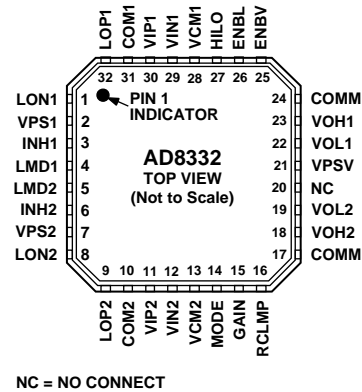 LOP1 COM1 VIP1 VIN1 VCM1 HILO ENBL ENBV
32 31 30 29 28 27 26 25
LON1 1 PIN 1 24 COMM
INDICATOR
VPS1 2 23 VOH1
INH1 3 22 VOL1
LMD1 4 AD8332 21 VPSV
TOP VIEW
LMD2 5 (Not to Scale) 20 NC
INH2 6 19 VOL2
VPS2 7 18 VOH2
LON2 8 17 COMM
9 10 11 12 13 14 15 16
LOP2 COM2 VIP2 VIN2 VCM2 MODE GAIN RCLMP
NC = NO CONNECT